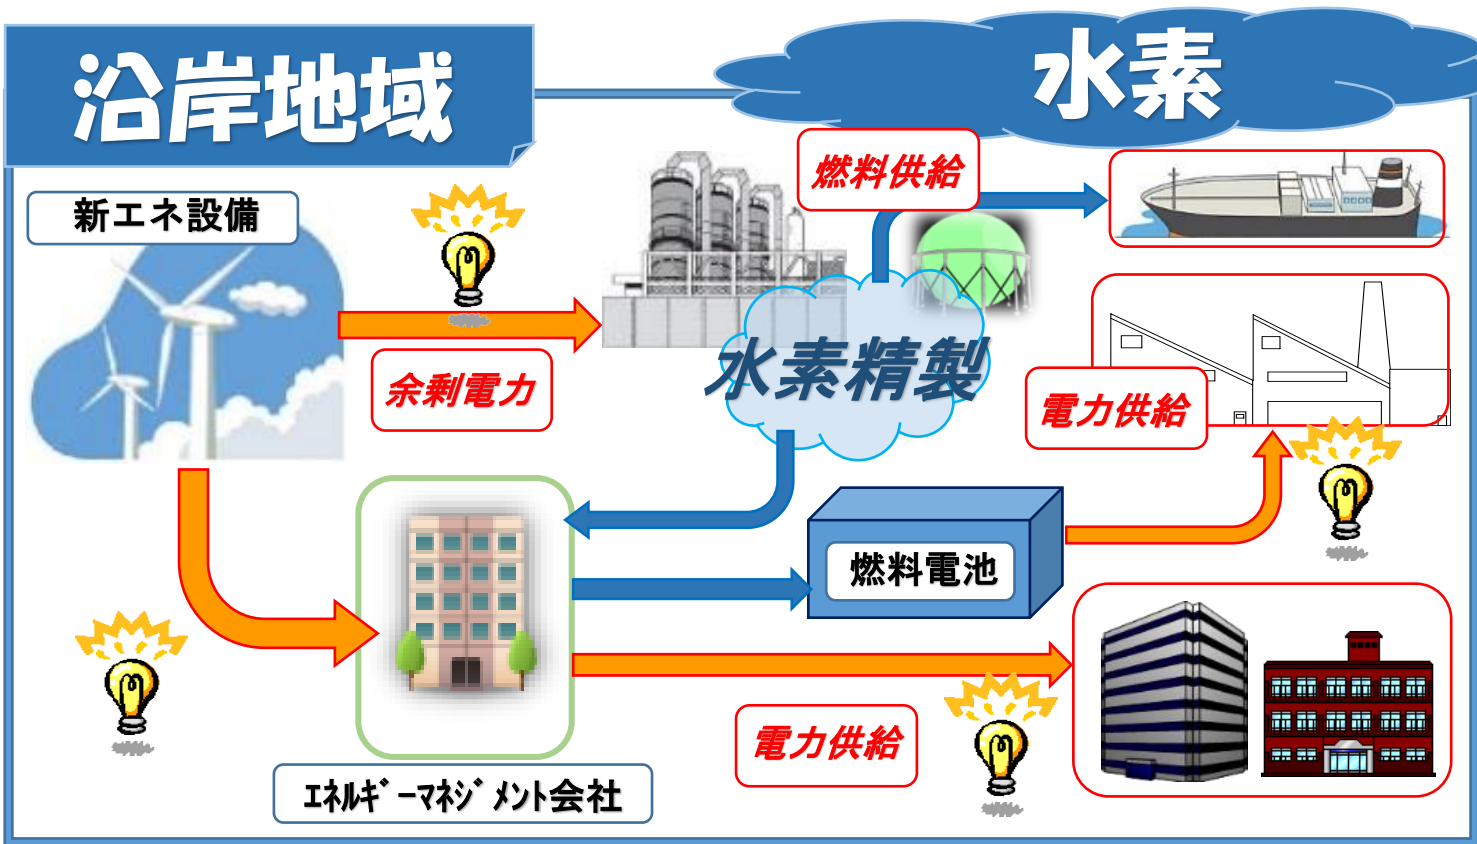 沿岸地域
水素
燃料供給
新エネ設備
余剰電力
水素精製
電力供給
燃料電池
電力供給
ｴﾈﾙｷﾞｰﾏﾈｼﾞﾒﾝﾄ会社